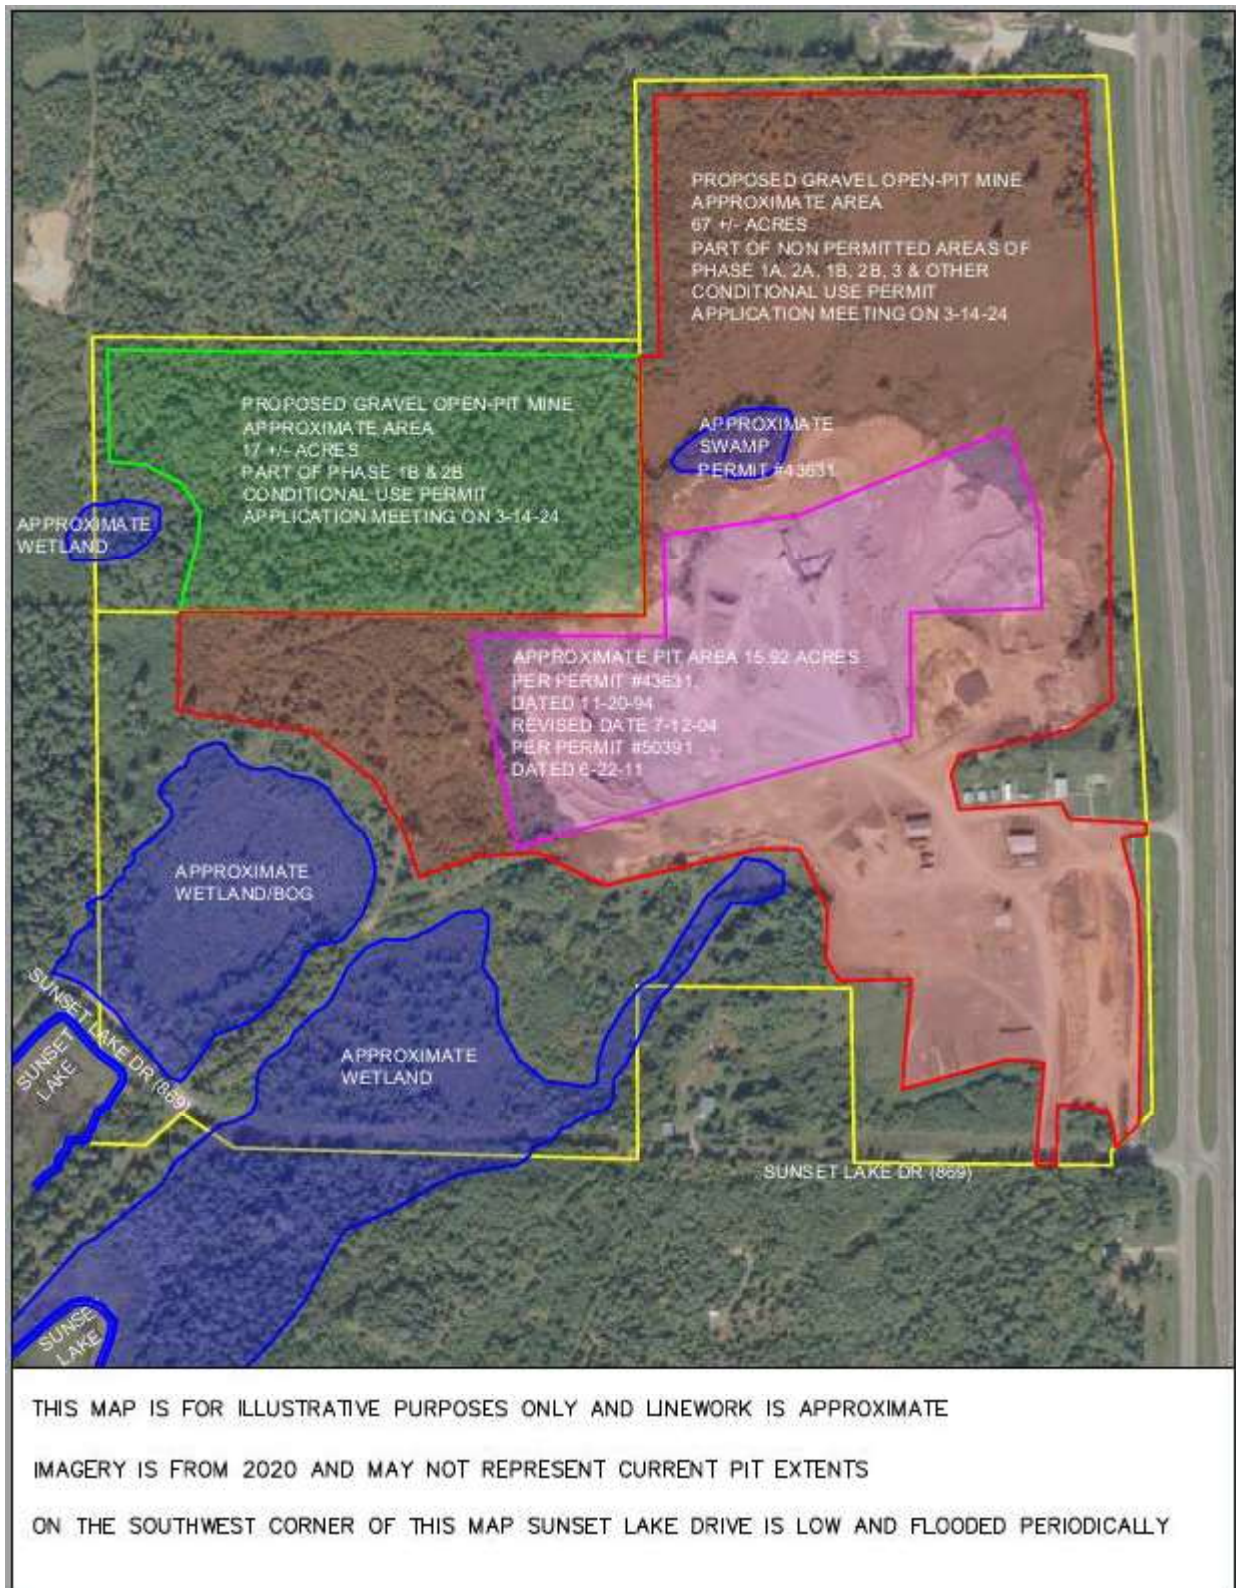 PROPOSED GRAVEL OPEN-PIT MINE
APPROXIMATE AREA
67 +/- ACRES
PART OF NON PERMITTED AREAS OF
PHASE 1A, 2A, 1B, 2B, 3 & OTHER
CONDITIONAL USE PERMIT
APPLICATION MEETING ON 3-14-24
PROPOSED GRAVEL OPEN-PIT MINE
APPROXIMATE AREA
17 +/- ACRES
PART OF PHASE 1B & 2B
CONDITIONAL USE PERMIT
APPLICATION MEETING ON 3-14-24
APPROXIMATE
SWAMP
PERMIT #43631
APPROXIMATE
WETLAND
APPROXIMATE PIT AREA 15.92 ACRES
PER PERMIT #43631
DATED 11-20-94
REVISED DATE 7-12-04
PER PERMIT #50391
DATED 6-22-11
APPROXIMATE
WETLAND/BOG
SUNSET LAKE DR (869)
SUNSET
LAKE
APPROXIMATE
WETLAND
SUNSET LAKE DR (869)
SUNSE
LAKE
THIS MAP IS FOR ILLUSTRATIVE PURPOSES ONLY AND LINEWORK IS APPROXIMATE
IMAGERY IS FROM 2020 AND MAY NOT REPRESENT CURRENT PIT EXTENTS
ON THE SOUTHWEST CORNER OF THIS MAP SUNSET LAKE DRIVE IS LOW AND FLOODED PERIODICALLY